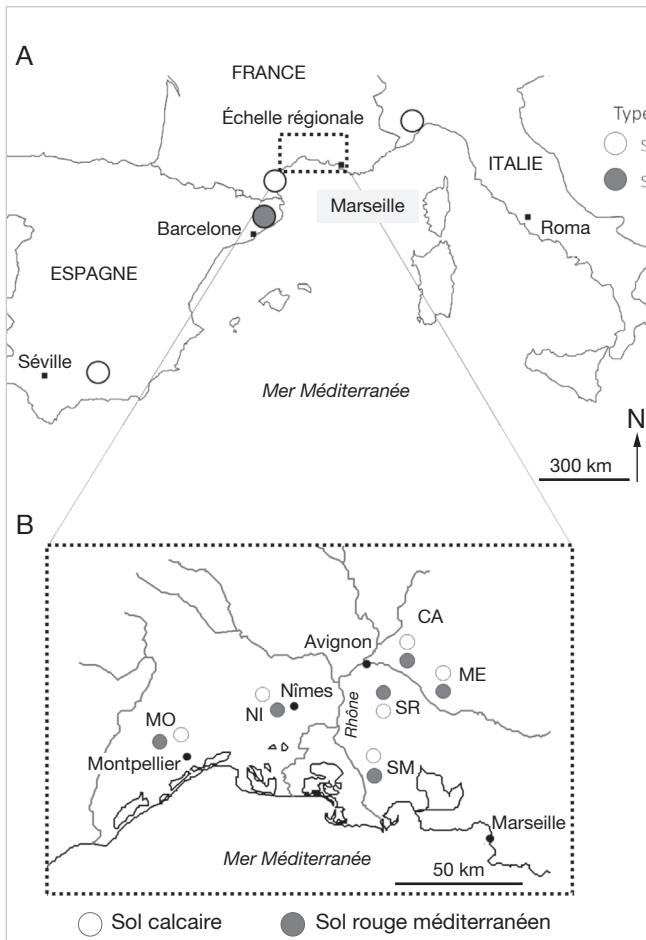 A
FRANCE
Échelle régionale
Type
ITALIE
Marseille
Barcelone
Roma
ESPAGNE
Séville
Mer Méditerranée
N
300 km
B
CA
Avignon
ME
Nîmes
NI
Rhône
SR
MO
Montpellier
SM
Marseille
Mer Méditerranée
50 km
Sol calcaire
Sol rouge méditerranéen